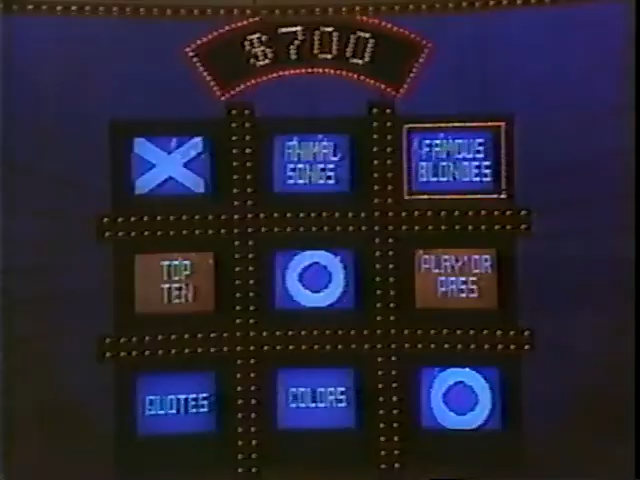 $700
X
ANIMAL
SONGS
FAMOUS
BLONDES
TOP
TEN
O
PLAY OR
PASS
QUOTES
COLORS
O